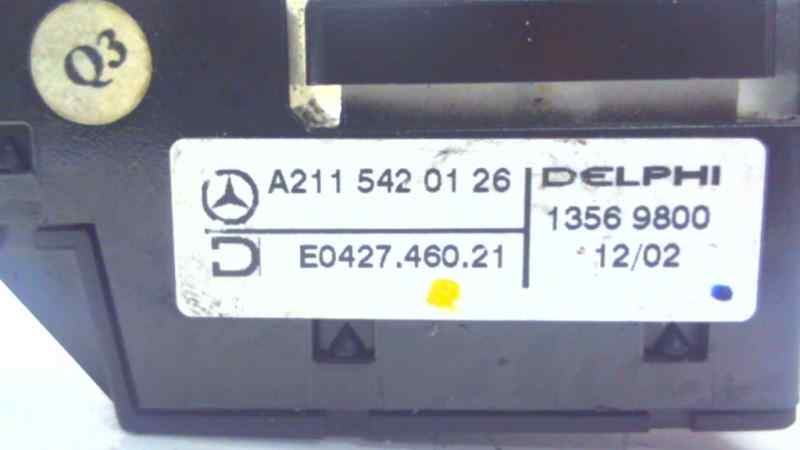 Q3
A211 542 01 26
E0427.460.21
DELPHI
1356 9800
12/02